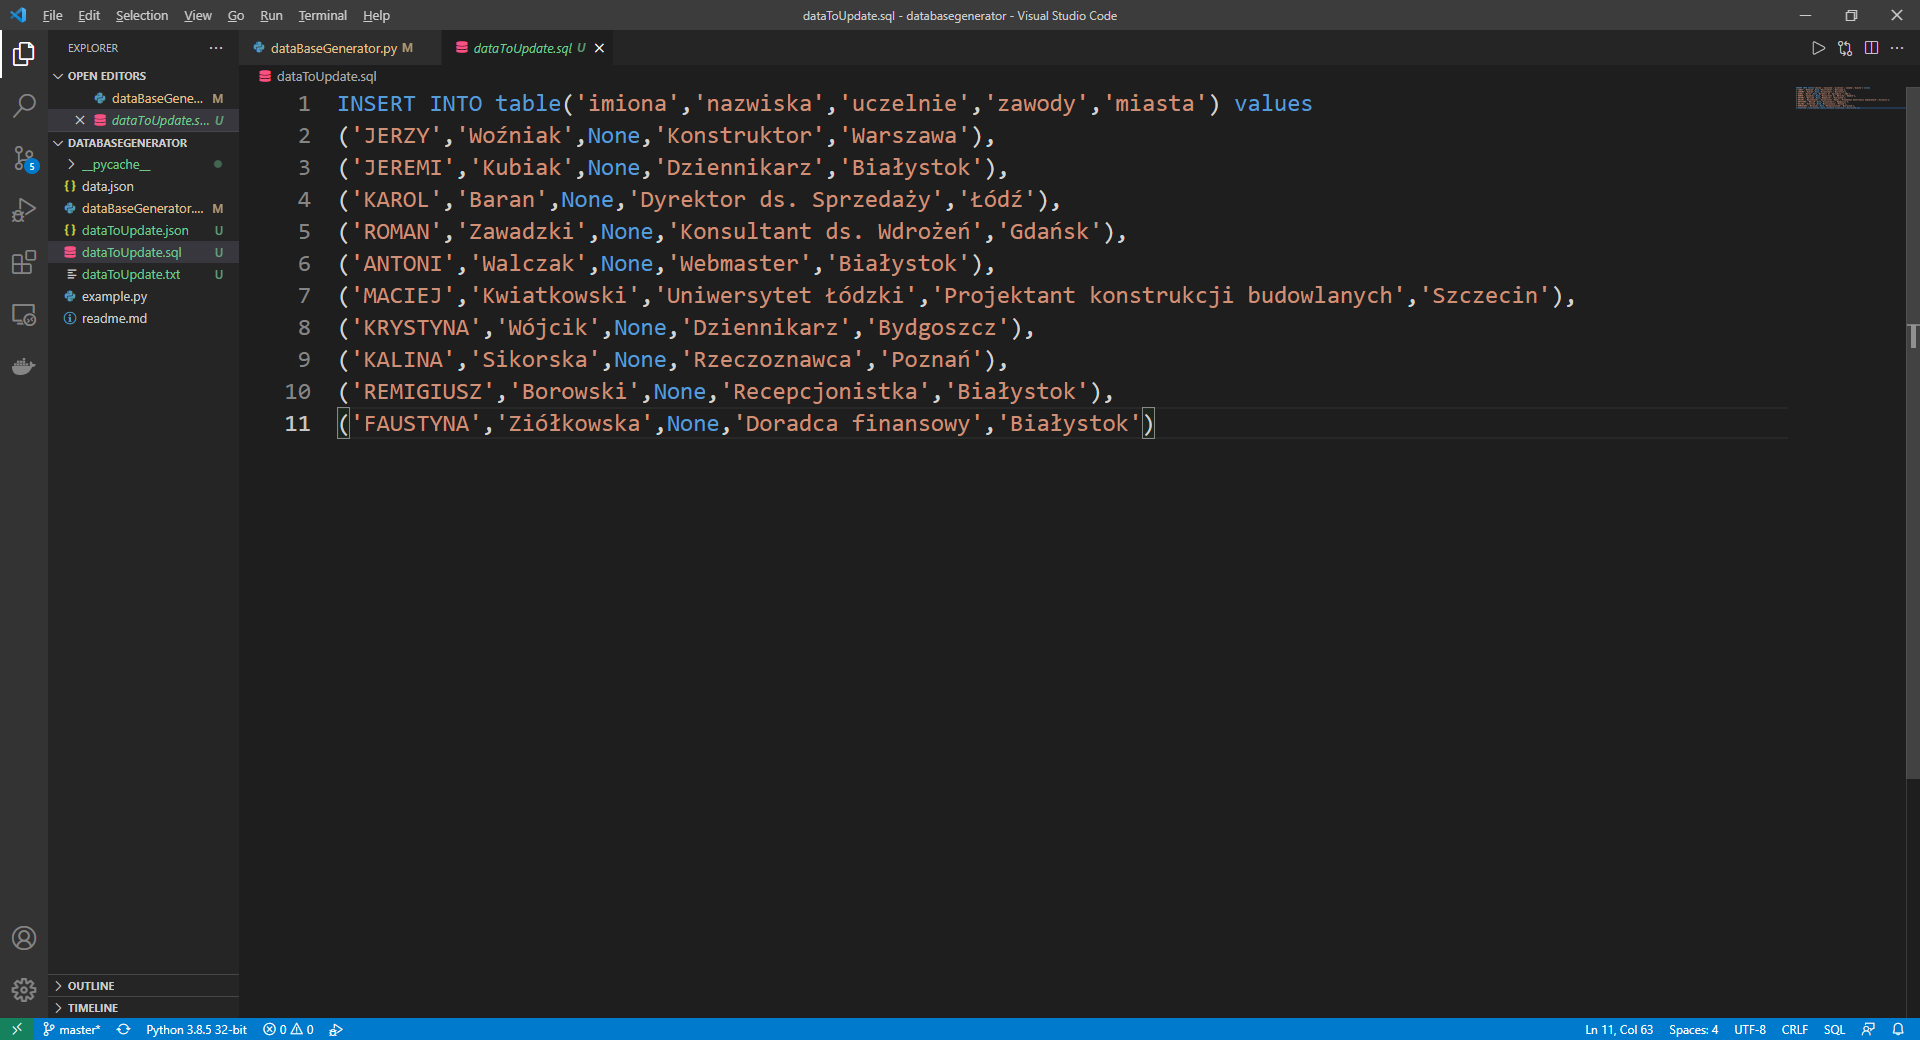 File Edit Selection View Go Run Terminal Help
dataToUpdate.sql - databasegenerator - Visual Studio Code
EXPLORER
OPEN EDITORS
dataBaseGene... M
dataToUpdate.s... U
DATABASEGENERATOR
__pycache__
data.json
dataBaseGenerator.... M
dataToUpdate.json U
dataToUpdate.sql U
dataToUpdate.txt U
example.py
readme.md
OUTLINE
TIMELINE
dataBaseGenerator.py M
dataToUpdate.sql U
dataToUpdate.sql
1 INSERT INTO table('imiona','nazwiska','uczelnie','zawody','miasta') values
2 ('JERZY','Woźniak',None,'Konstruktor','Warszawa'),
3 ('JEREMI','Kubiak',None,'Dziennikarz','Białystok'),
4 ('KAROL','Baran',None,'Dyrektor ds. Sprzedaży','Łódź'),
5 ('ROMAN','Zawadzki',None,'Konsultant ds. Wdrożeń','Gdańsk'),
6 ('ANTONI','Walczak',None,'Webmaster','Białystok'),
7 ('MACIEJ','Kwiatkowski','Uniwersytet Łódzki','Projektant konstrukcji budowlanych','Szczecin'),
8 ('KRYSTYNA','Wójcik',None,'Dziennikarz','Bydgoszcz'),
9 ('KALINA','Sikorska',None,'Rzeczoznawca','Poznań'),
10 ('REMIGIUSZ','Borowski',None,'Recepcjonistka','Białystok'),
11 ('FAUSTYNA','Ziółkowska',None,'Doradca finansowy','Białystok')
5
master* Python 3.8.5 32-bit 0 0 Ln 11, Col 63 Spaces: 4 UTF-8 CRLF SQL